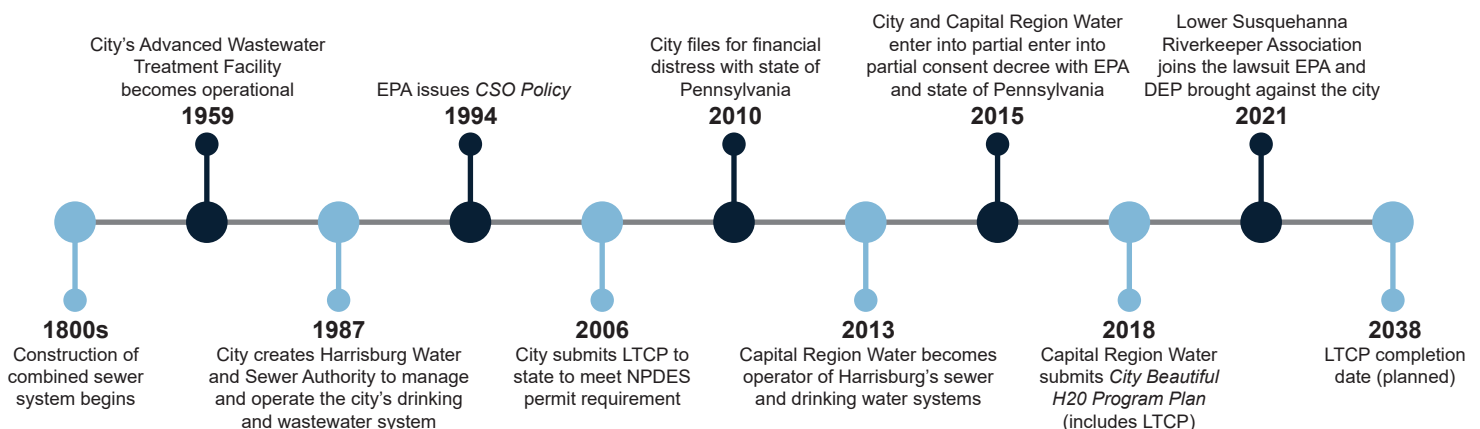 City’s Advanced Wastewater
Treatment Facility
becomes operational
1959
EPA issues CSO Policy
1994
City files for financial
distress with state of
Pennsylvania
2010
City and Capital Region Water
enter into partial enter into
partial consent decree with EPA
and state of Pennsylvania
2015
Lower Susquehanna
Riverkeeper Association
joins the lawsuit EPA and
DEP brought against the city
2021
1800s
Construction of
combined sewer
system begins
1987
City creates Harrisburg Water
and Sewer Authority to manage
and operate the city’s drinking
and wastewater system
2006
City submits LTCP to
state to meet NPDES
permit requirement
2013
Capital Region Water becomes
operator of Harrisburg’s sewer
and drinking water systems
2018
Capital Region Water
submits City Beautiful
H20 Program Plan
(includes LTCP)
2038
LTCP completion
date (planned)